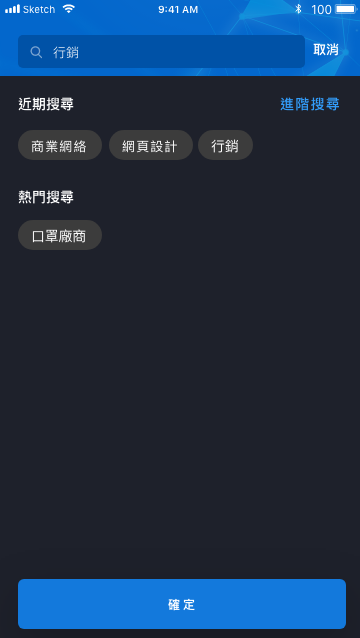 Sketch 9:41 AM 100
行銷 取消
近期搜尋 進階搜尋
商業網絡 網頁設計 行銷
熱門搜尋
口罩廠商
確定